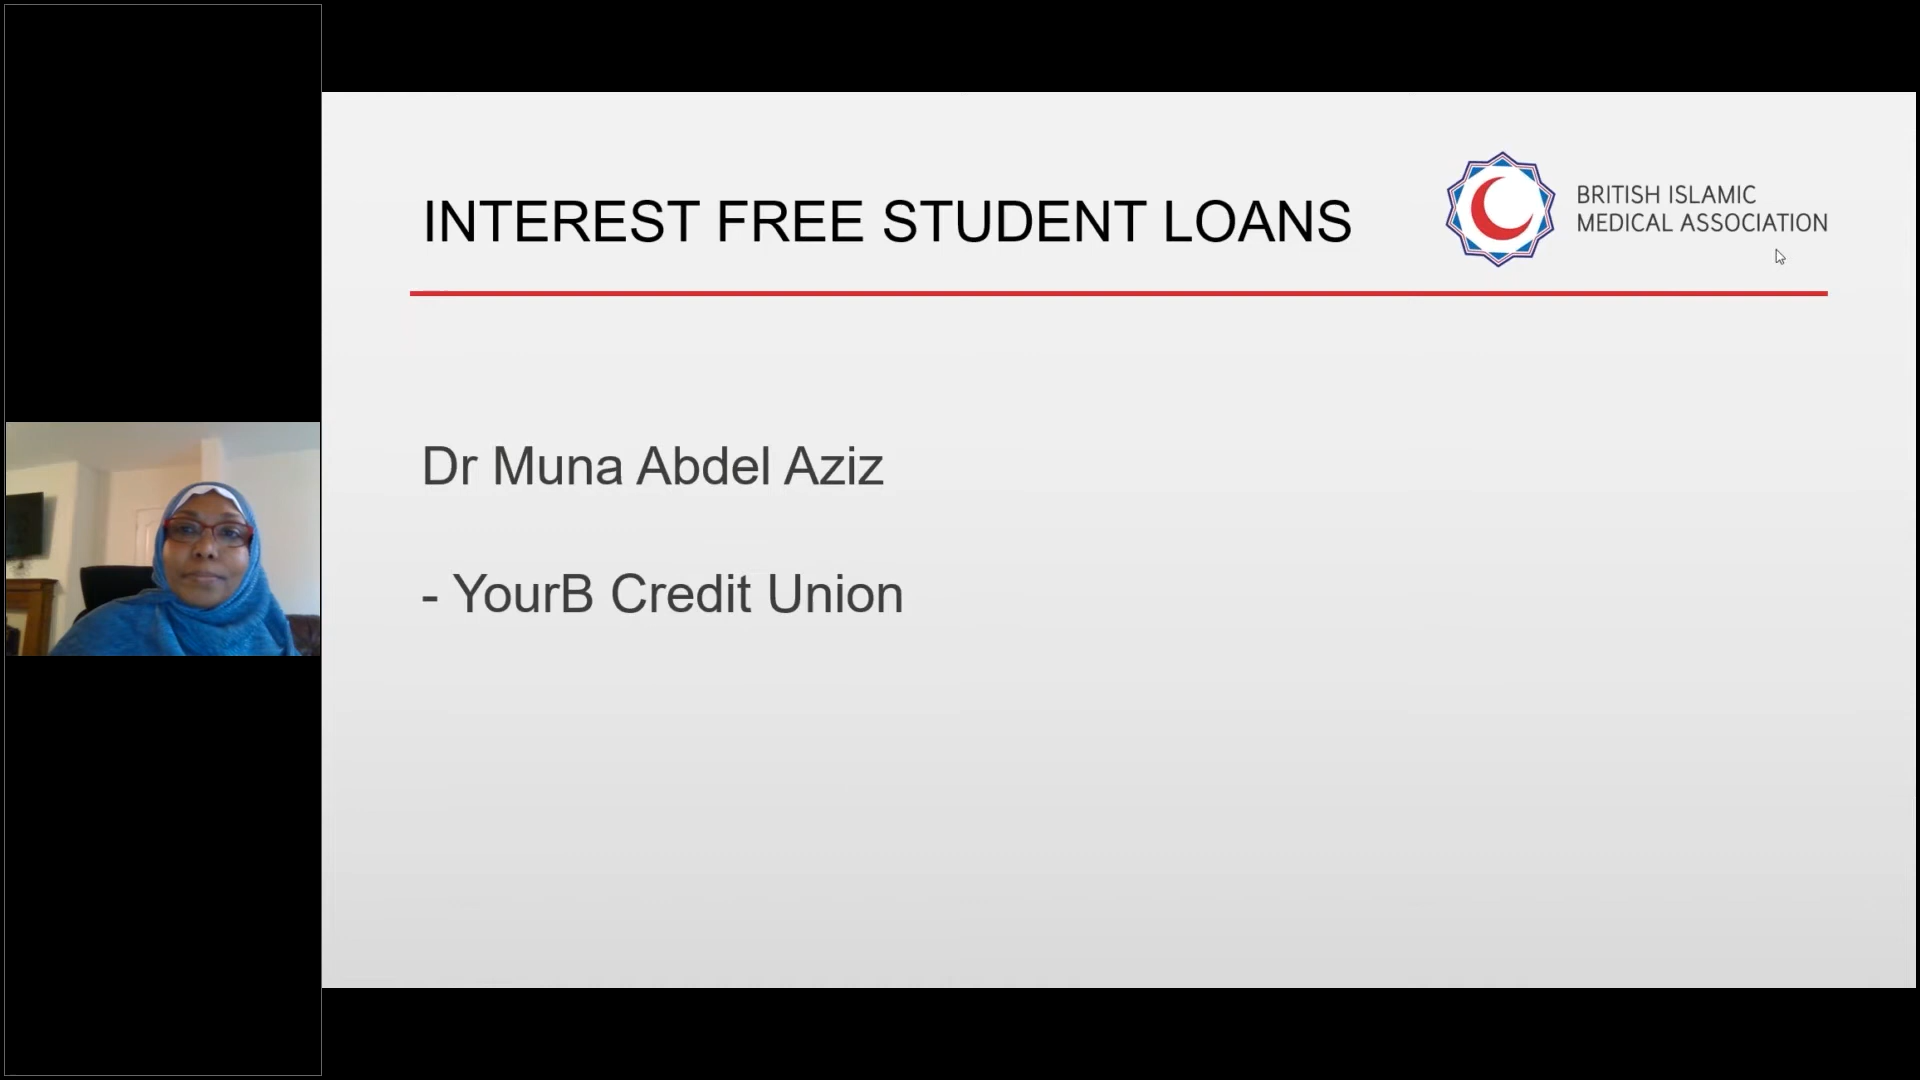 INTEREST FREE STUDENT LOANS
BRITISH ISLAMIC
MEDICAL ASSOCIATION
Dr Muna Abdel Aziz
- YourB Credit Union